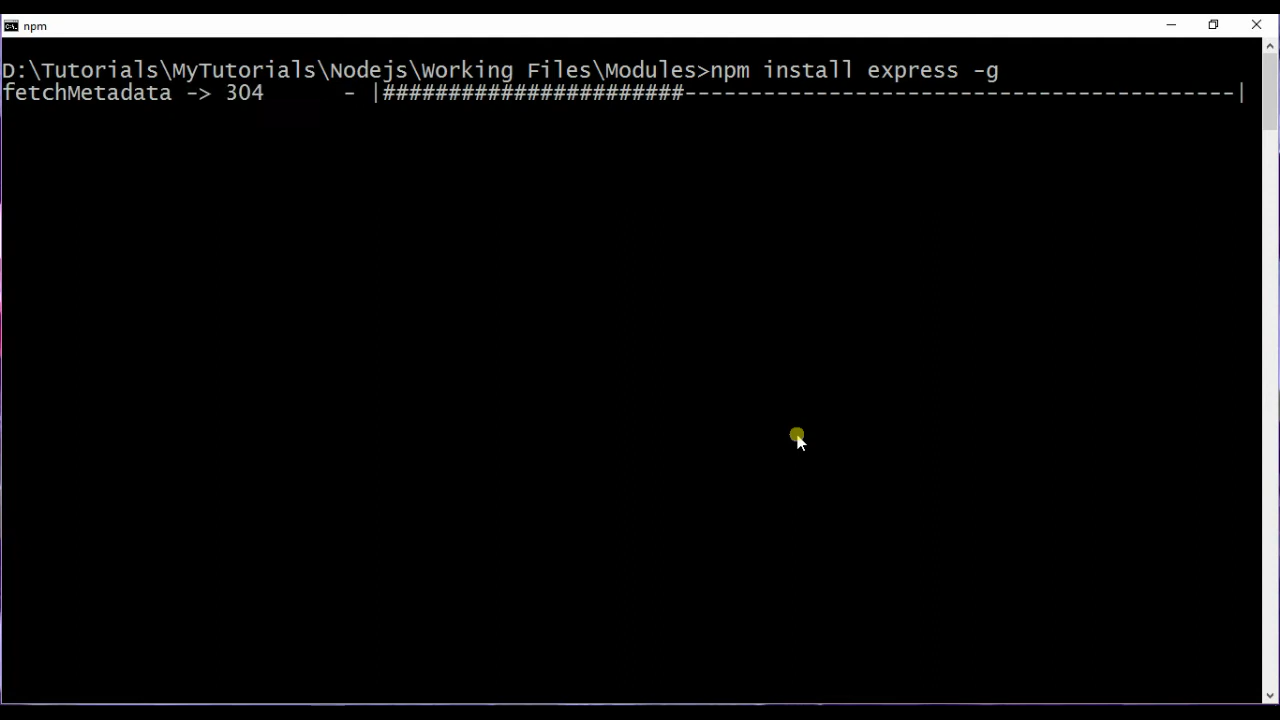 npm
D:\Tutorials\MyTutorials\Nodejs\Working Files\Modules>npm install express -g
fetchMetadata -> 304      - |#######################------------------------------------------|